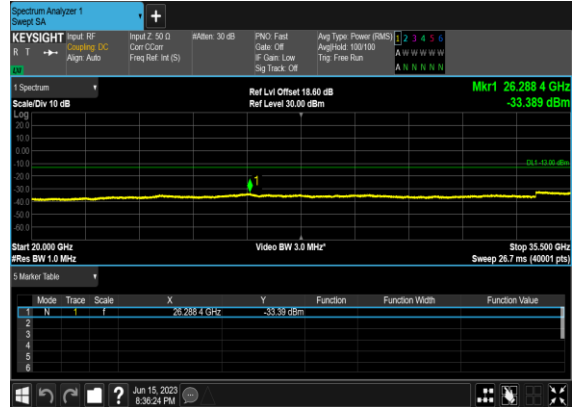 Spectrum Analyzer 1
Swept SA
+
KEYSIGHT Input: RF Input Z: 50 Ω #Atten: 30 dB PNO: Fast Avg Type: Power (RMS) 1 2 3 4 5 6
R T Coupling: DC Corr CCorr Gate: Off Avg|Hold: 100/100 A W W W W W
Align: Auto Freq Ref: Int (S) IF Gain: Low Trig: Free Run
Sig Track: Off A N N N N N
1 Spectrum Ref Lvl Offset 18.60 dB Mkr1 26.288 4 GHz
Scale/Div 10 dB Ref Level 30.00 dBm -33.389 dBm
Log
20.0
10.0
0.00
-10.0 DL1 -13.00 dBm
-20.0 1
-30.0
-40.0
-50.0
-60.0
Start 20.000 GHz Video BW 3.0 MHz* Stop 35.500 GHz
#Res BW 1.0 MHz Sweep 26.7 ms (40001 pts)
5 Marker Table
Mode Trace Scale X Y Function Function Width Function Value
1 N 1 f 26.288 4 GHz -33.39 dBm
2
3
4
5
6
? Jun 15, 2023
8:36:24 PM